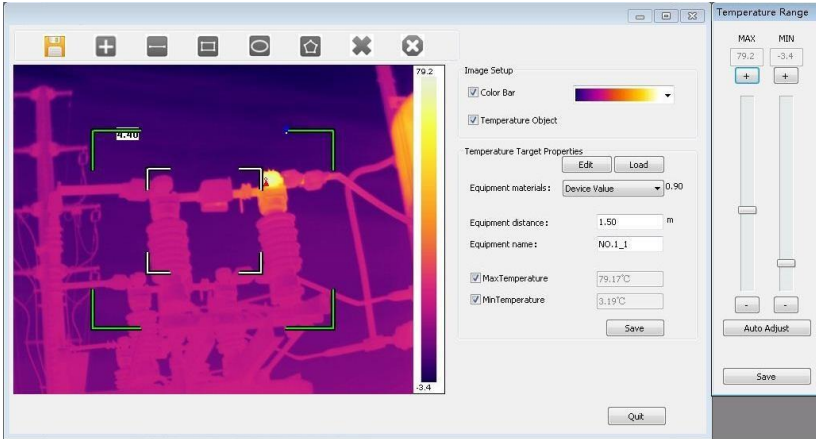 Temperature Range
MAX MIN
79.2 -3.4
+ +
- -
Auto Adjust
Save
79.2
4.40
-3.4
Image Setup
Color Bar
Temperature Object
Temperature Target Properties
Edit Load
Equipment materials: Device Value 0.90
Equipment distance: 1.50 m
Equipment name: NO.1_1
MaxTemperature 79.17℃
MinTemperature 3.19℃
Save
Quit